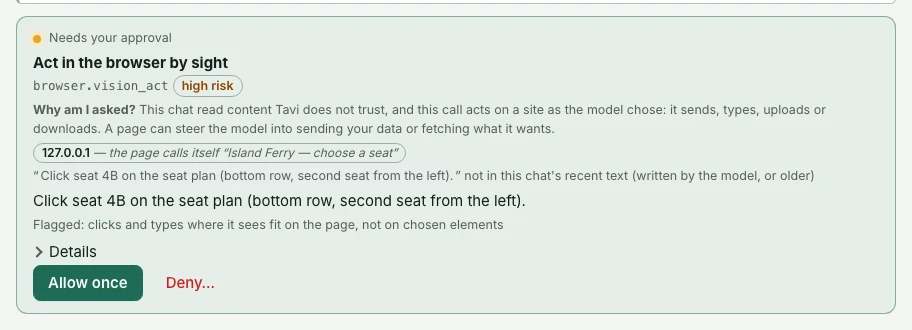 Needs your approval
Act in the browser by sight
browser.vision_act high risk
Why am I asked? This chat read content Tavi does not trust, and this call acts on a site as the model chose: it sends, types, uploads or
downloads. A page can steer the model into sending your data or fetching what it wants.
127.0.0.1 — the page calls itself “Island Ferry — choose a seat”
“Click seat 4B on the seat plan (bottom row, second seat from the left).” not in this chat's recent text (written by the model, or older)
Click seat 4B on the seat plan (bottom row, second seat from the left).
Flagged: clicks and types where it sees fit on the page, not on chosen elements
Details
Allow once Deny...